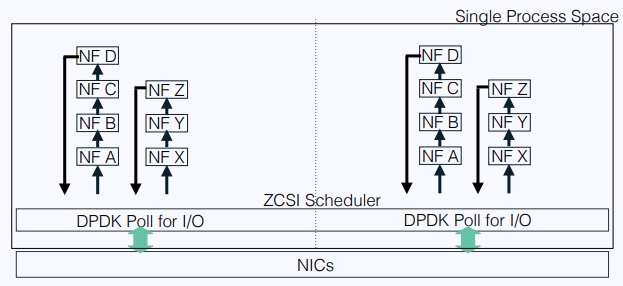 Single Process Space
NF D
NF C
NF B
NF A
NF Z
NF Y
NF X
NF D
NF C
NF B
NF A
NF Z
NF Y
NF X
ZCSI Scheduler
DPDK Poll for I/O
DPDK Poll for I/O
NICs